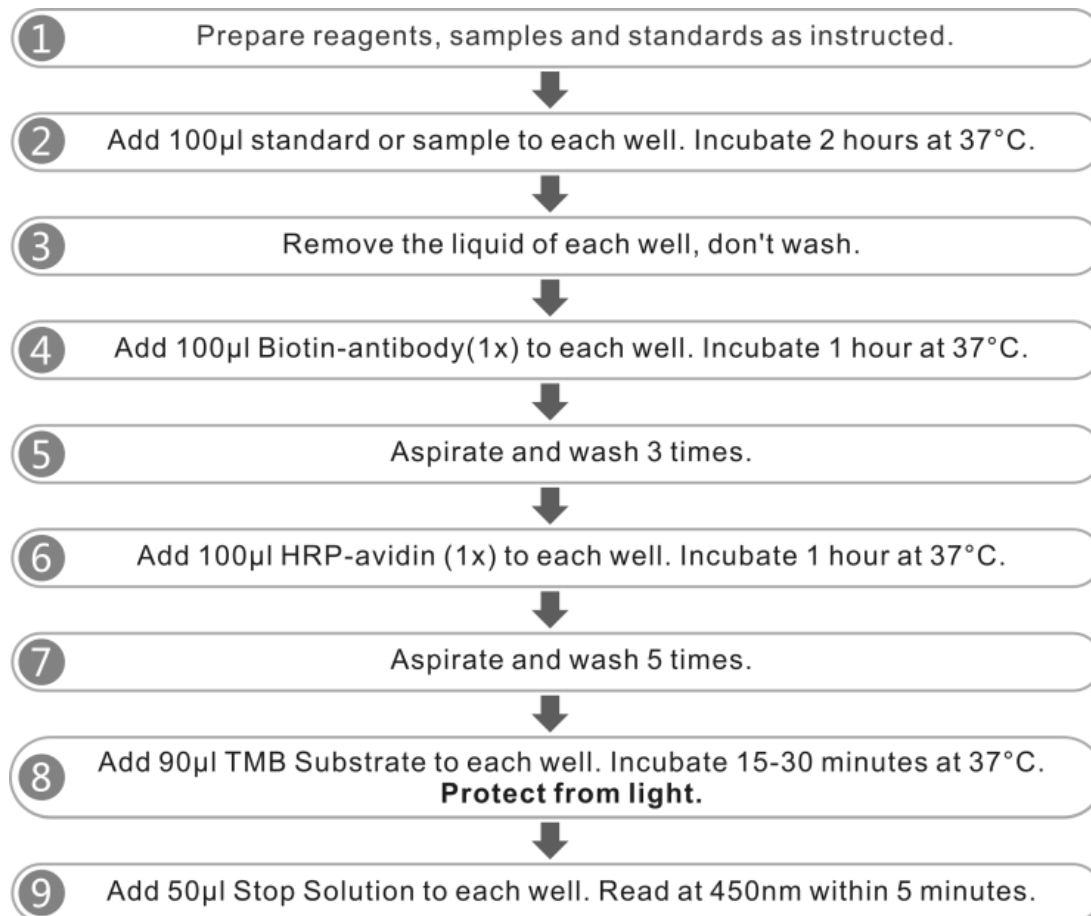 1 Prepare reagents, samples and standards as instructed.
2 Add 100µl standard or sample to each well. Incubate 2 hours at 37°C.
3 Remove the liquid of each well, don't wash.
4 Add 100µl Biotin-antibody(1x) to each well. Incubate 1 hour at 37°C.
5 Aspirate and wash 3 times.
6 Add 100µl HRP-avidin (1x) to each well. Incubate 1 hour at 37°C.
7 Aspirate and wash 5 times.
8 Add 90µl TMB Substrate to each well. Incubate 15-30 minutes at 37°C.
Protect from light.
9 Add 50µl Stop Solution to each well. Read at 450nm within 5 minutes.